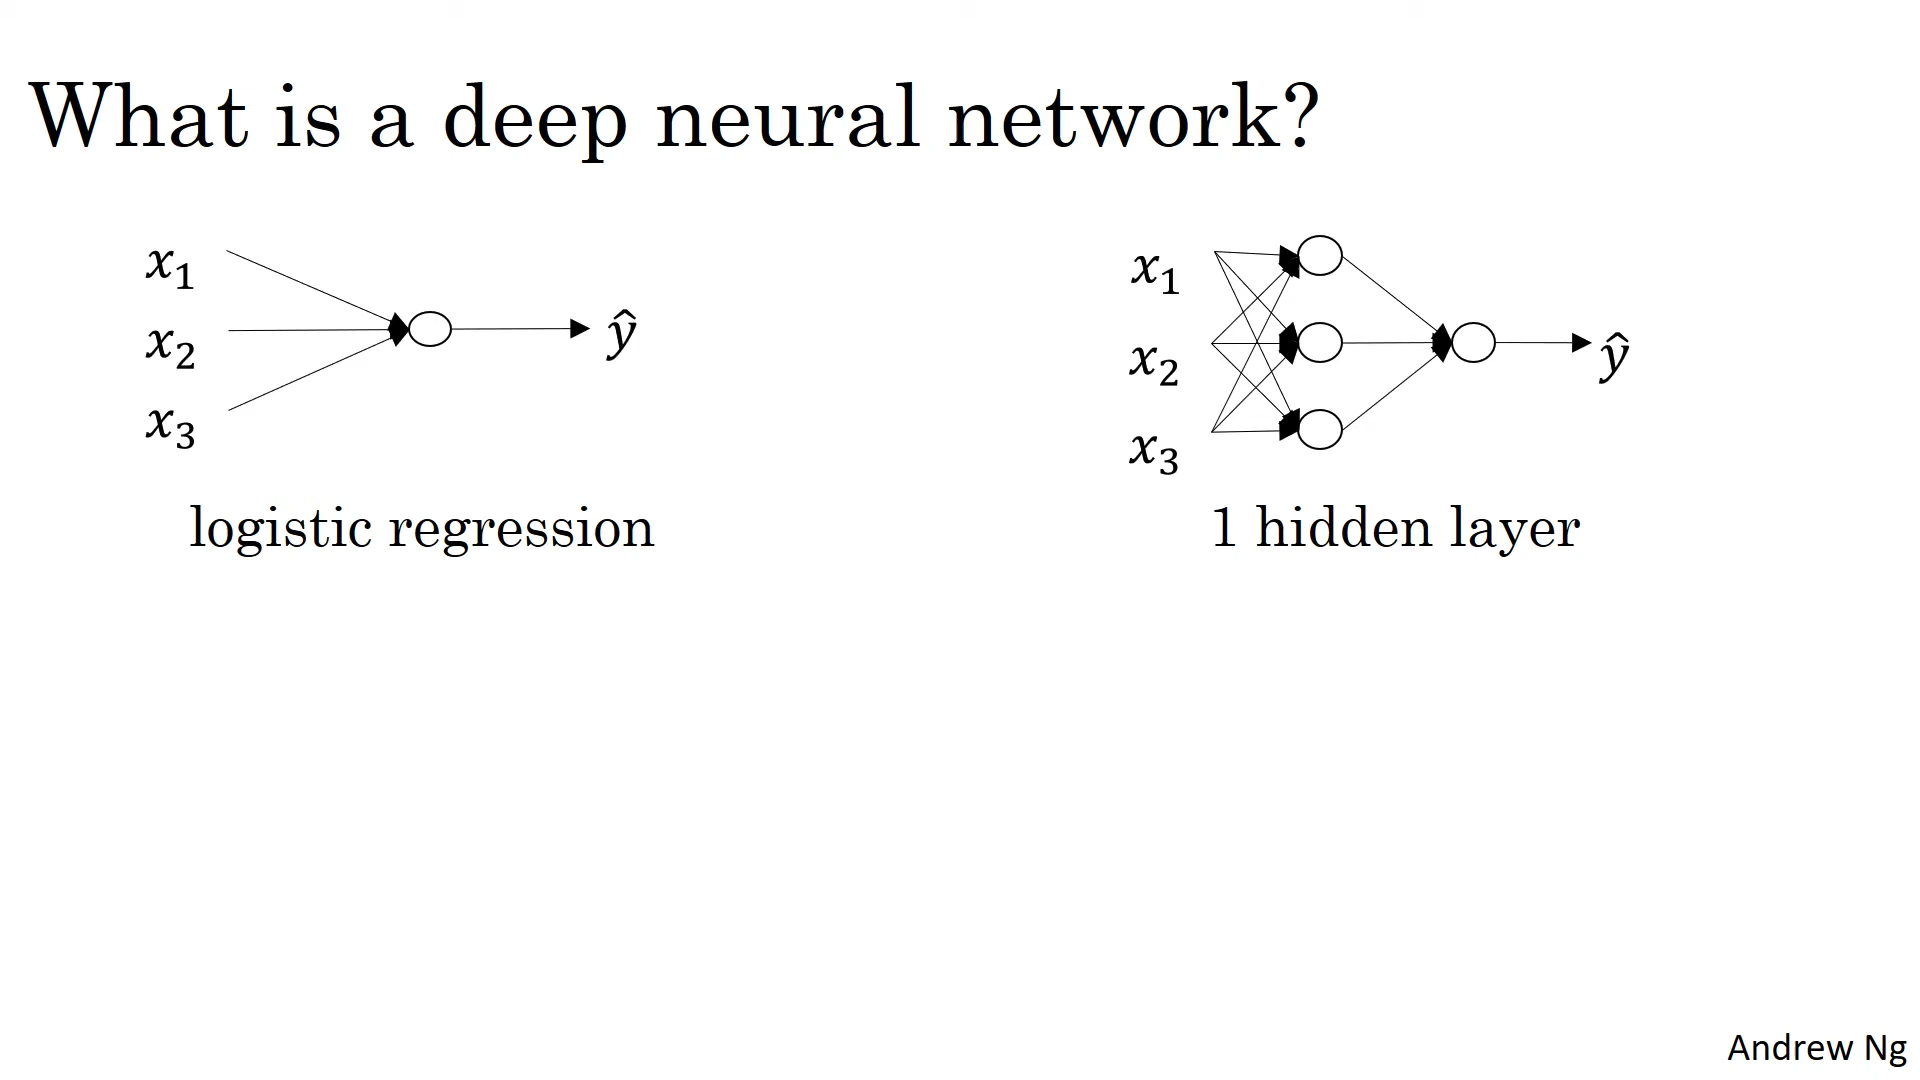 What is a deep neural network?
x₁
x₂
x₃
ŷ
logistic regression
x₁
x₂
x₃
ŷ
1 hidden layer
Andrew Ng